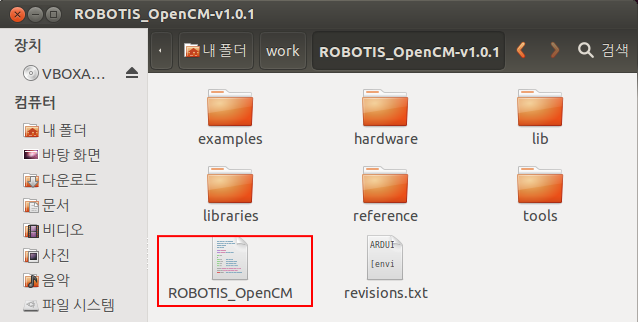 ROBOTIS_OpenCM-v1.0.1
장치
VBOXA...
컴퓨터
내 폴더
바탕 화면
다운로드
문서
비디오
사진
음악
파일 시스템
내 폴더 work ROBOTIS_OpenCM-v1.0.1 검색
examples hardware lib
libraries reference tools
ARDUI
[envi
ROBOTIS_OpenCM revisions.txt